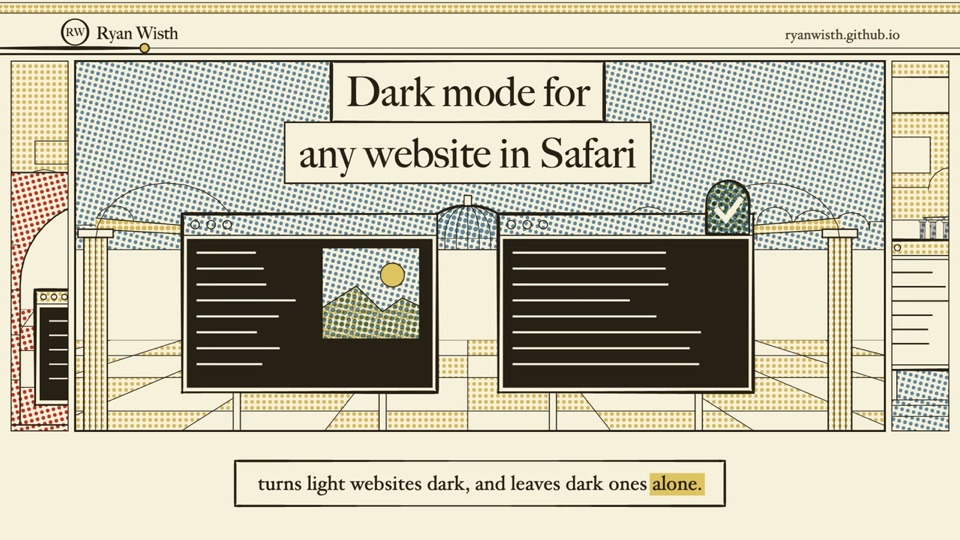 RW Ryan Wisth
ryanwisth.github.io
Dark mode for
any website in Safari
turns light websites dark, and leaves dark ones alone.